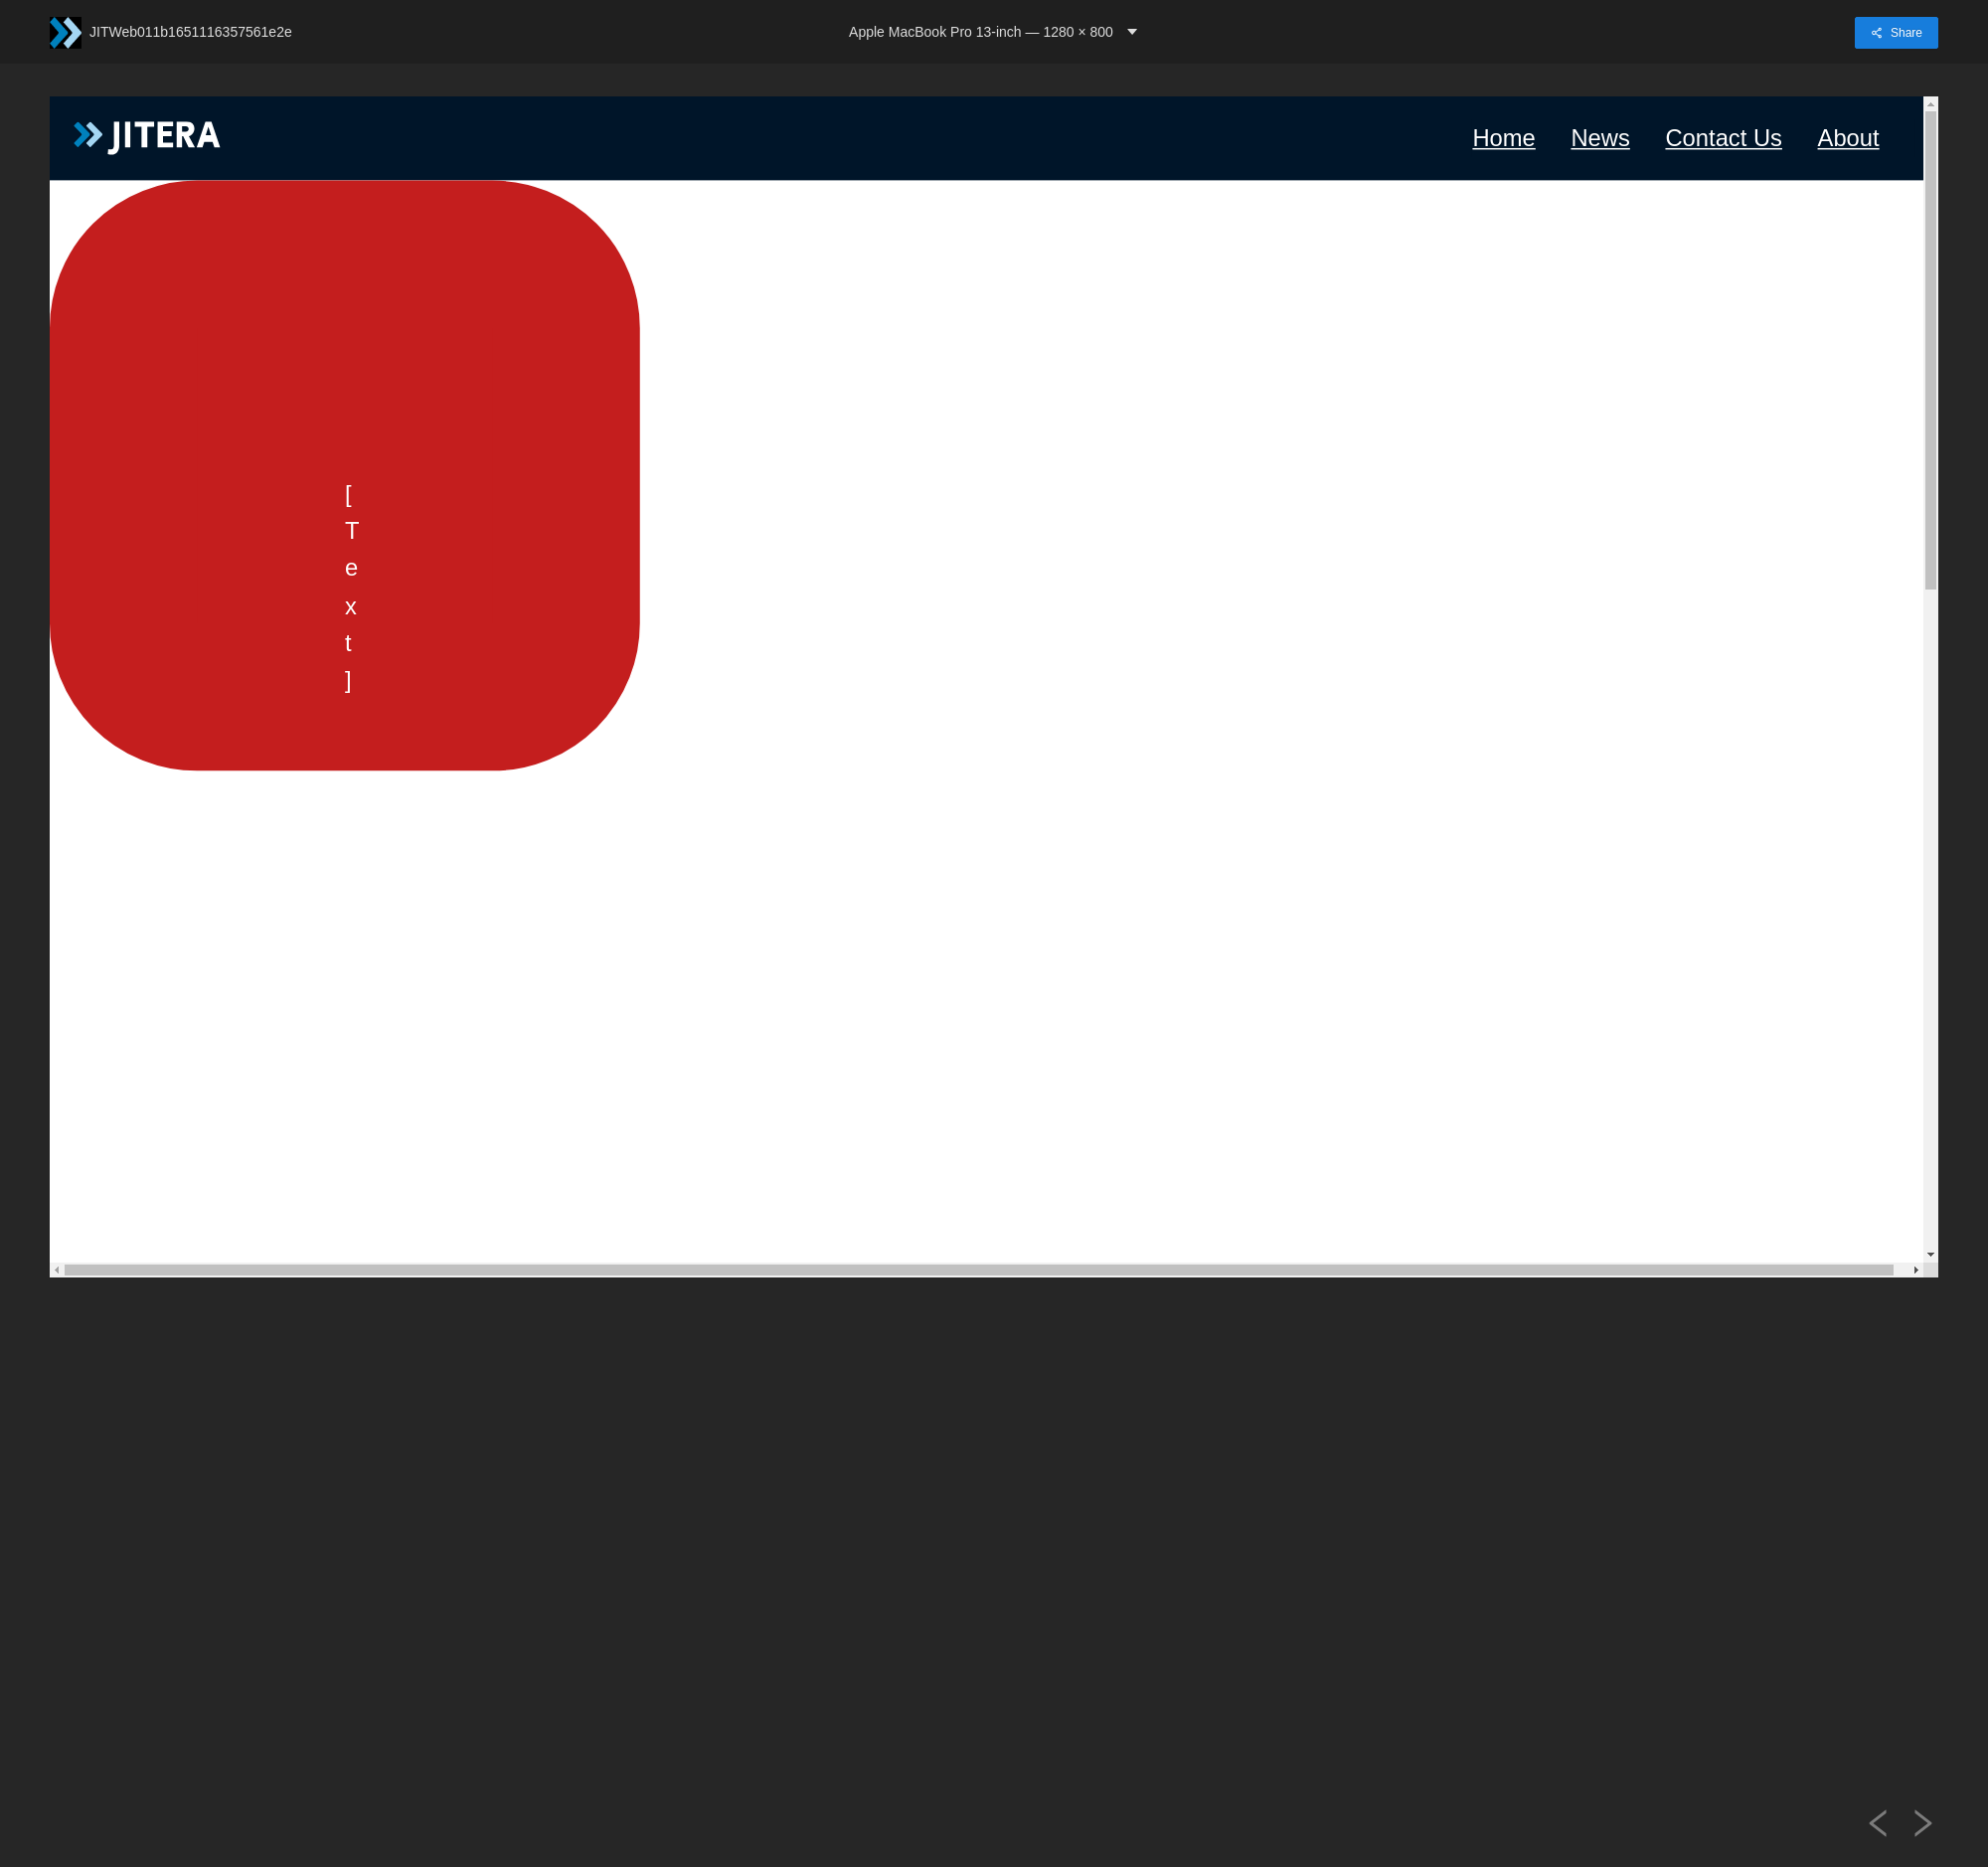 JITWeb011b1651116357561e2e
Apple MacBook Pro 13-inch — 1280 × 800
Share
JITERA
Home News Contact Us About
[
T
e
x
t
]